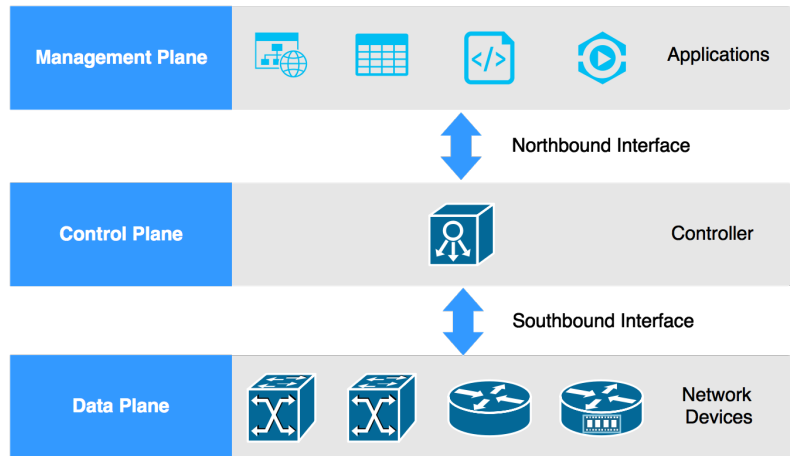 Management Plane
Applications
</>
Northbound Interface
Control Plane
Controller
Southbound Interface
Data Plane
Network
Devices